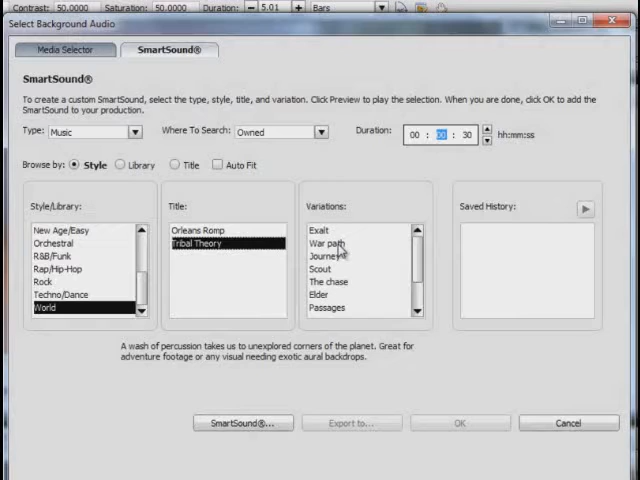 Contrast: 50.0000 Saturation: 50.0000 Duration: 5.01 Bars
Select Background Audio
Media Selector SmartSound®
SmartSound®
To create a custom SmartSound, select the type, style, title, and variation. Click Preview to play the selection. When you are done, click OK to add the
SmartSound to your production.
Type: Music Where To Search: Owned Duration: 00 : 00 : 30 hh:mm:ss
Browse by: Style Library Title Auto Fit
Style/Library: Title: Variations: Saved History:
New Age/Easy Orleans Romp Exalt
Orchestral Tribal Theory War path
R&B/Funk Journey
Rap/Hip-Hop Scout
Rock The chase
Techno/Dance Elder
World Passages
A wash of percussion takes us to unexplored corners of the planet. Great for
adventure footage or any visual needing exotic aural backdrops.
SmartSound®... Export to... OK Cancel